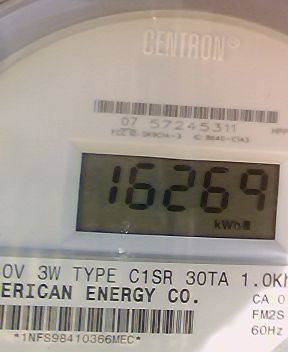 CENTRON®
07 57245311
16269
kWh
0V 3W TYPE C1SR 30TA 1.0Kh
ERICAN ENERGY CO.
CA 0
FM2S
*1NFS98410366MEC*
60Hz